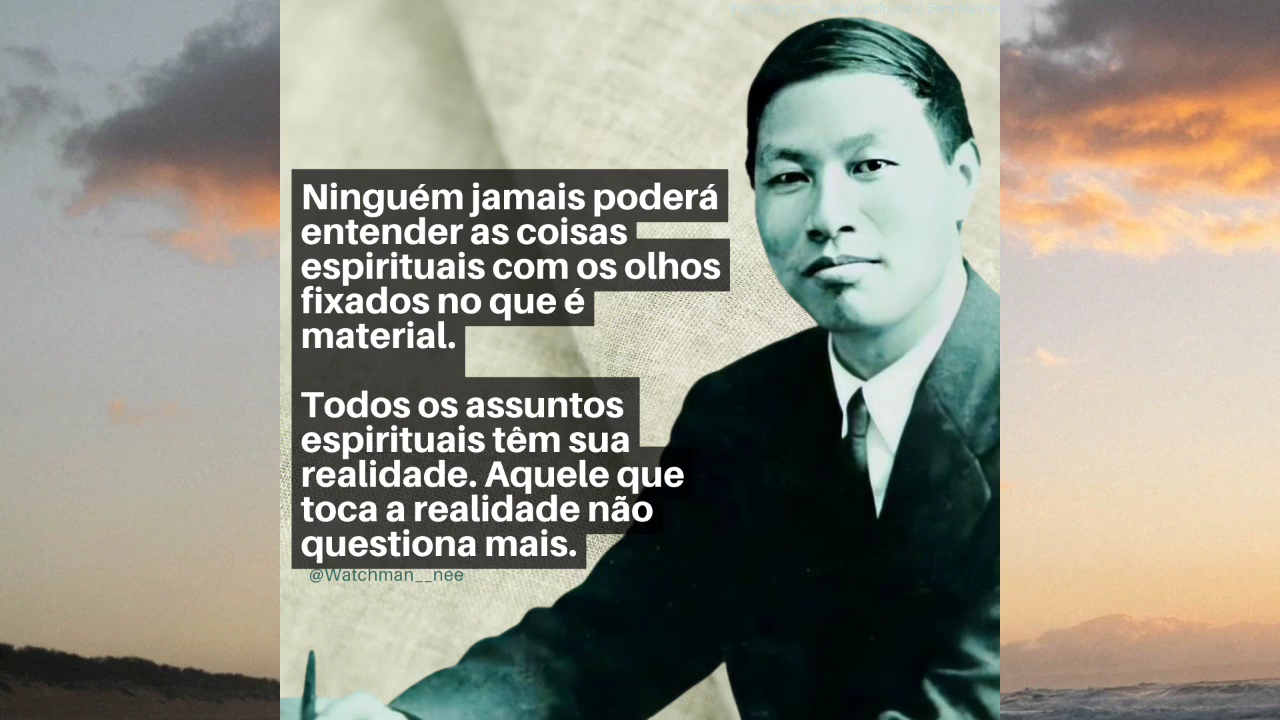 Ninguém jamais poderá
entender as coisas
espirituais com os olhos
fixados no que é
material.
Todos os assuntos
espirituais têm sua
realidade. Aquele que
toca a realidade não
questiona mais.
@Watchman__nee